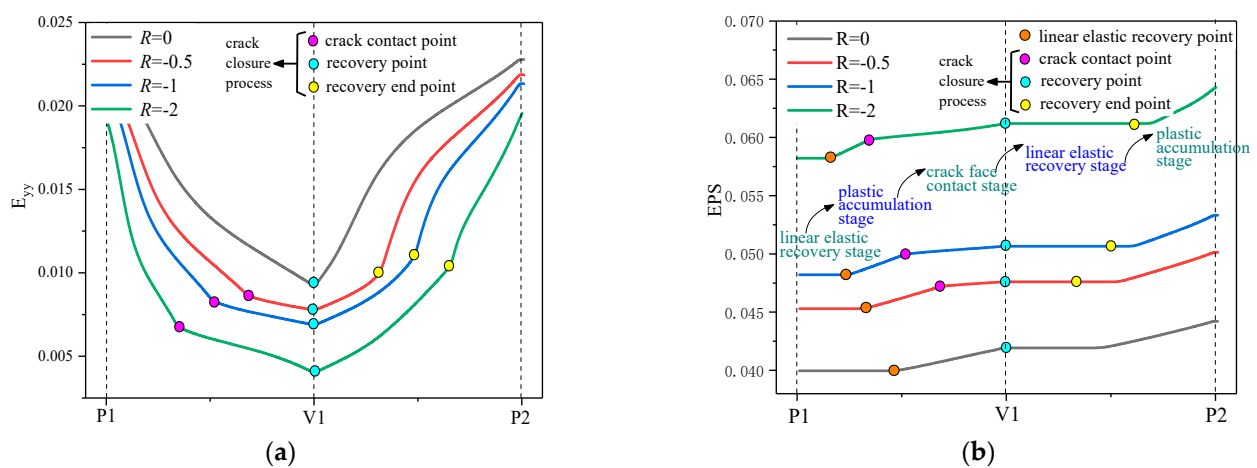 0.025
0.020
0.015
0.010
0.005
E_yy
R=0
R=-0.5
R=-1
R=-2
crack
closure
process
crack contact point
recovery point
recovery end point
P1
V1
P2
(a)
0.070
0.065
0.060
0.055
0.050
0.045
0.040
EPS
R=0
R=-0.5
R=-1
R=-2
linear elastic recovery point
crack
closure
process
crack contact point
recovery point
recovery end point
linear elastic
recovery stage
plastic
accumulation
stage
crack face
contact stage
linear elastic
recovery stage
plastic
accumulation
stage
P1
V1
P2
(b)